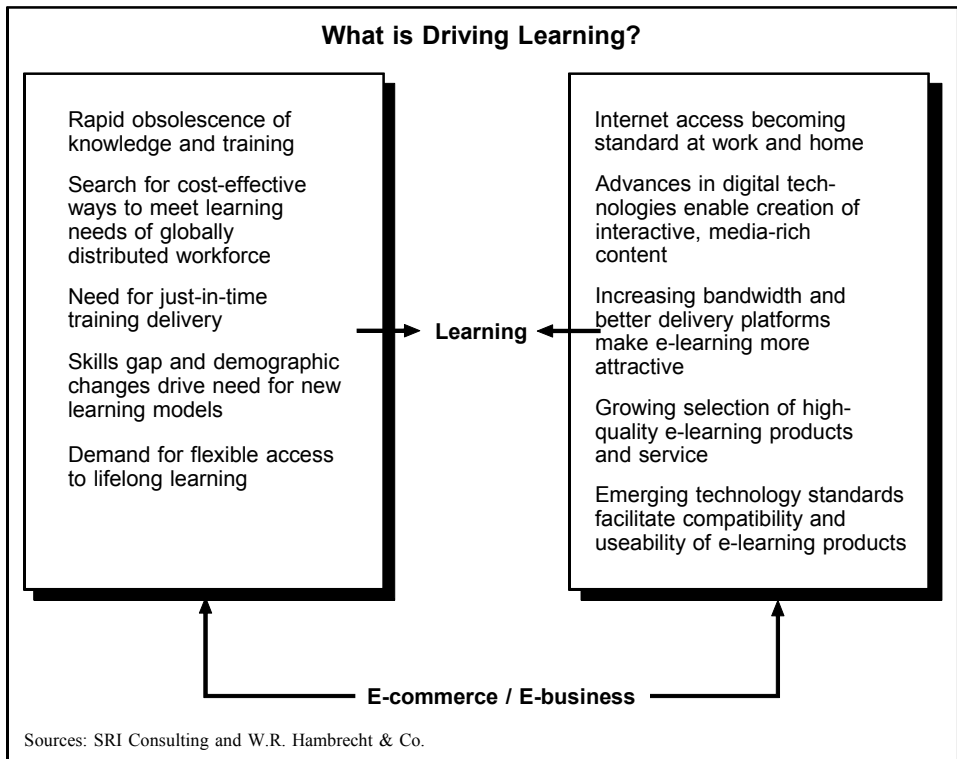 What is Driving Learning?
Rapid obsolescence of
knowledge and training
Search for cost-effective
ways to meet learning
needs of globally
distributed workforce
Need for just-in-time
training delivery
Skills gap and demographic
changes drive need for new
learning models
Demand for flexible access
to lifelong learning
Learning
Internet access becoming
standard at work and home
Advances in digital tech-
nologies enable creation of
interactive, media-rich
content
Increasing bandwidth and
better delivery platforms
make e-learning more
attractive
Growing selection of high-
quality e-learning products
and service
Emerging technology standards
facilitate compatibility and
useability of e-learning products
E-commerce / E-business
Sources: SRI Consulting and W.R. Hambrecht & Co.